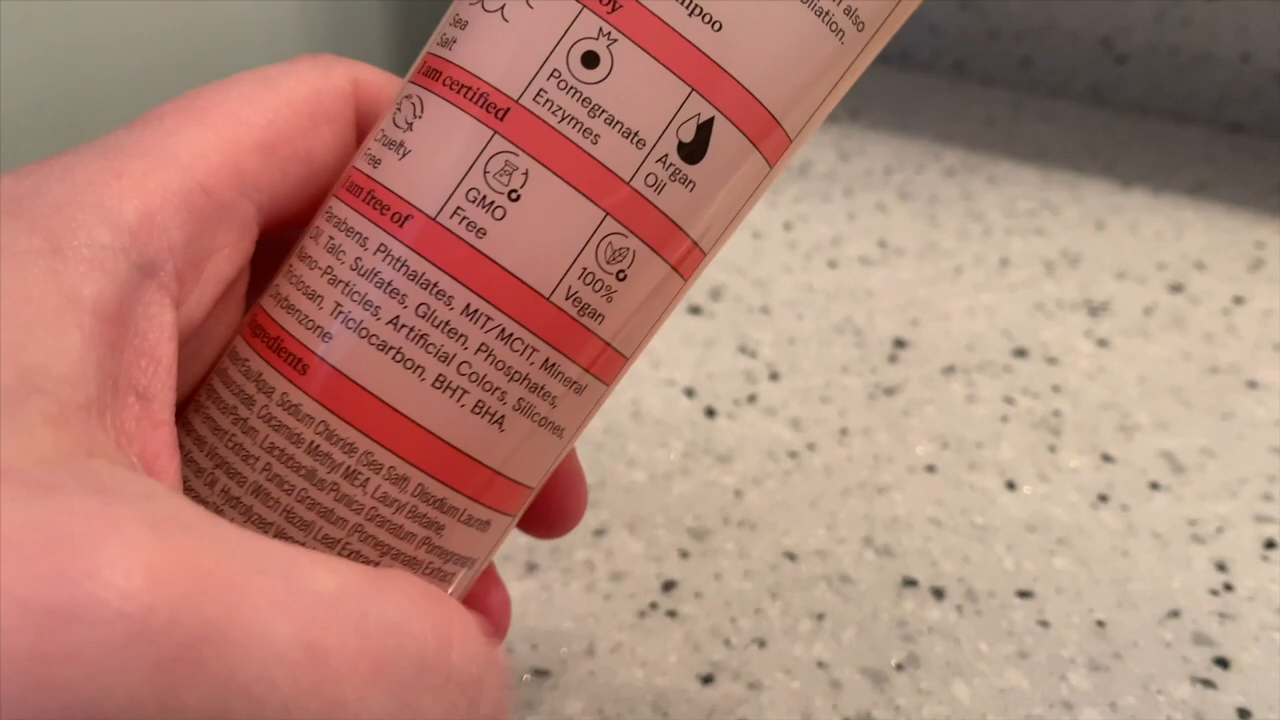 also
Sea
Salt
Pomegranate
Enzymes
Argan
Oil
I am certified
Cruelty
Free
GMO
Free
100%
Vegan
I am free of
Parabens, Phthalates, MIT/MCIT, Mineral
Oil, Talc, Sulfates, Gluten, Phosphates,
Nano-Particles, Artificial Colors, Silicones,
Triclosan, Triclocarbon, BHT, BHA,
Oxybenzone
Ingredients
Sodium Chloride (Sea Salt), Disodium Laureth
Cocamide Methyl MEA, Lauryl Betaine,
Lactobacillus/Punica Granatum (Pomegranate)
Extract, Punica Granatum (Pomegranate) Extract,
Virginiana (Witch Hazel) Leaf Extract
Oil, Hydrolyzed